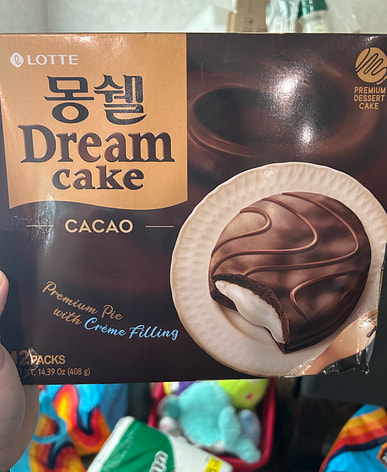 LOTTE
몽쉘
Dream
cake
CACAO
PREMIUM
DESSERT
CAKE
Premium Pie
with Crème Filling
12 PACKS
14.39 Oz (408 g)